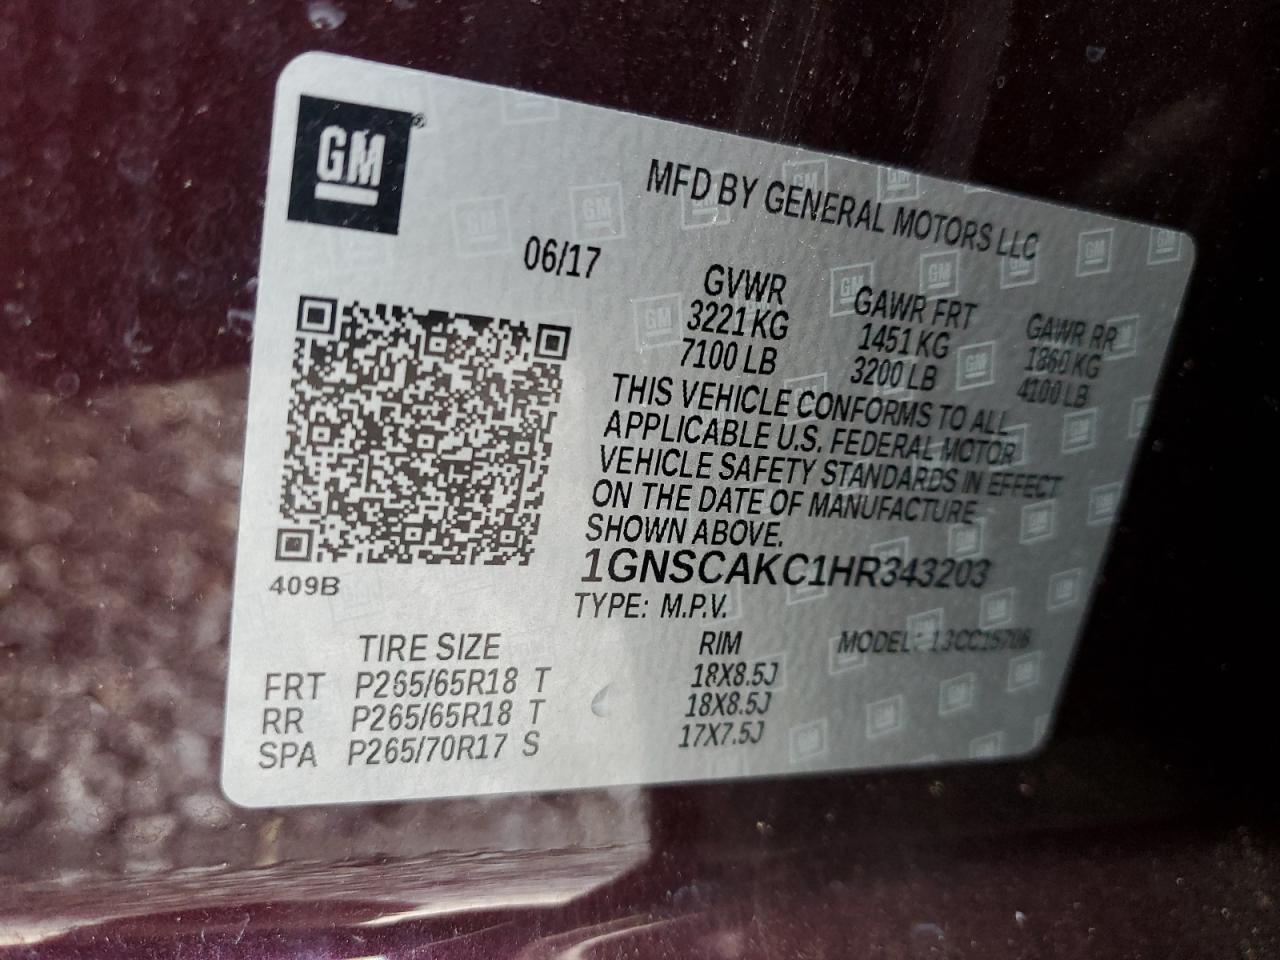 GM®
MFD BY GENERAL MOTORS LLC
06/17
GVWR GAWR FRT GAWR RR
3221 KG 1451 KG 1860 KG
7100 LB 3200 LB 4100 LB
THIS VEHICLE CONFORMS TO ALL
APPLICABLE U.S. FEDERAL MOTOR
VEHICLE SAFETY STANDARDS IN EFFECT
ON THE DATE OF MANUFACTURE
SHOWN ABOVE.
1GNSCAKC1HR343203
409B
TYPE: M.P.V.
TIRE SIZE RIM MODEL: 13CC15706
FRT P265/65R18 T 18X8.5J
RR P265/65R18 T 18X8.5J
SPA P265/70R17 S 17X7.5J